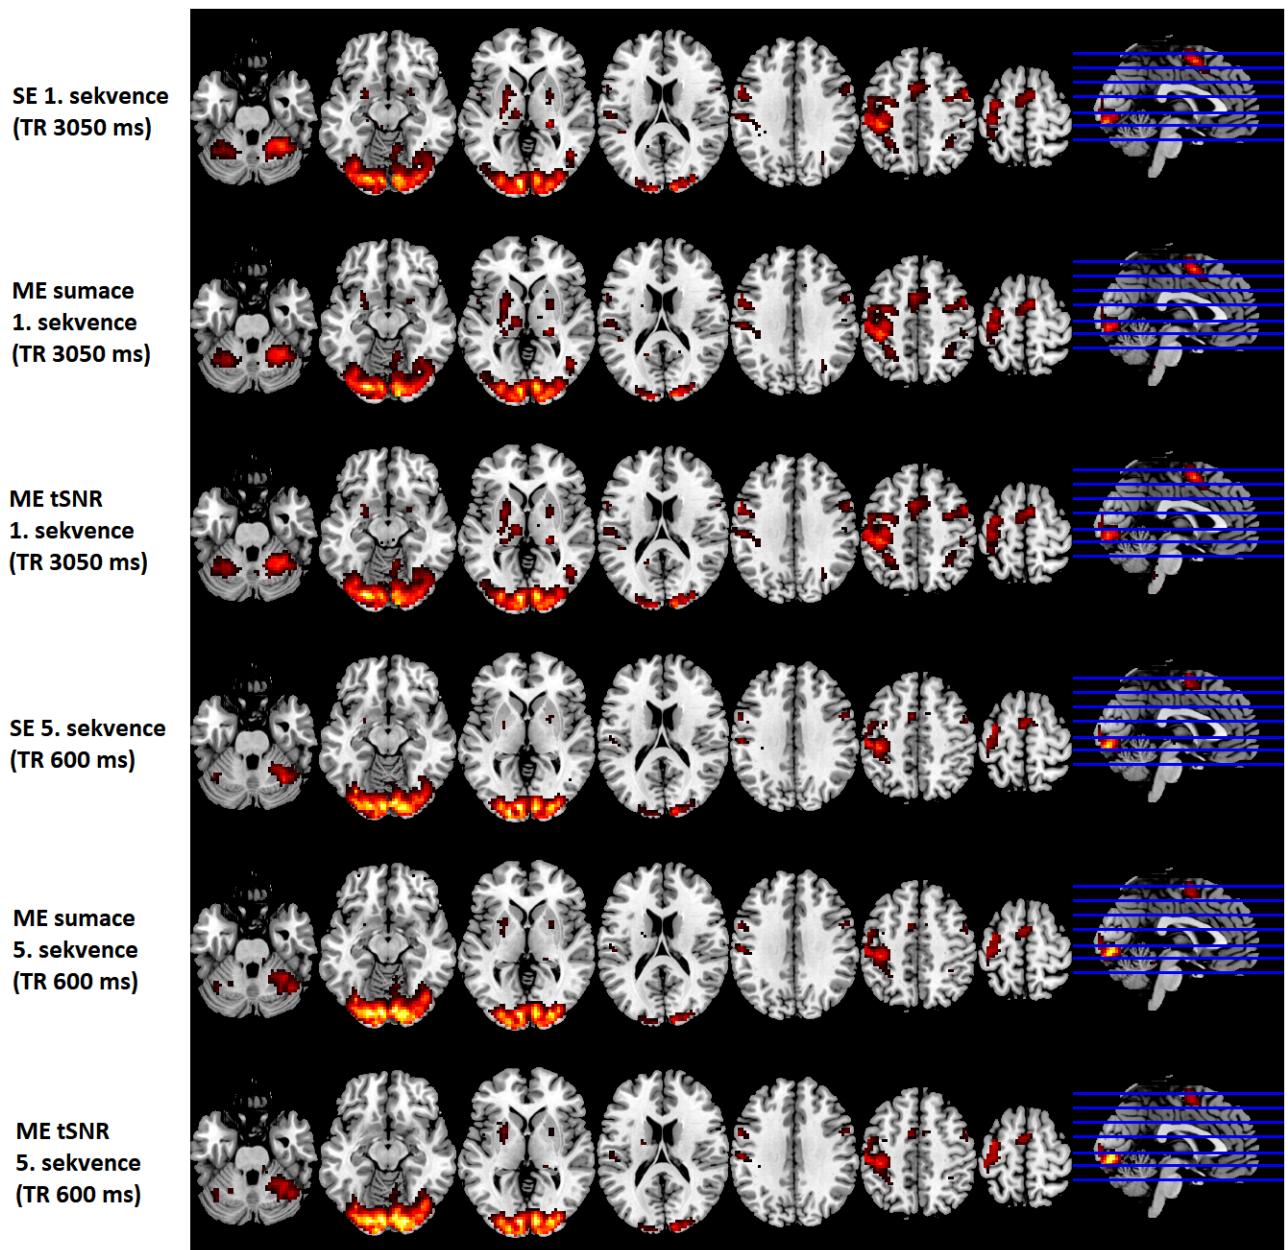 SE 1. sekvence
(TR 3050 ms)
ME sumace
1. sekvence
(TR 3050 ms)
ME tSNR
1. sekvence
(TR 3050 ms)
SE 5. sekvence
(TR 600 ms)
ME sumace
5. sekvence
(TR 600 ms)
ME tSNR
5. sekvence
(TR 600 ms)